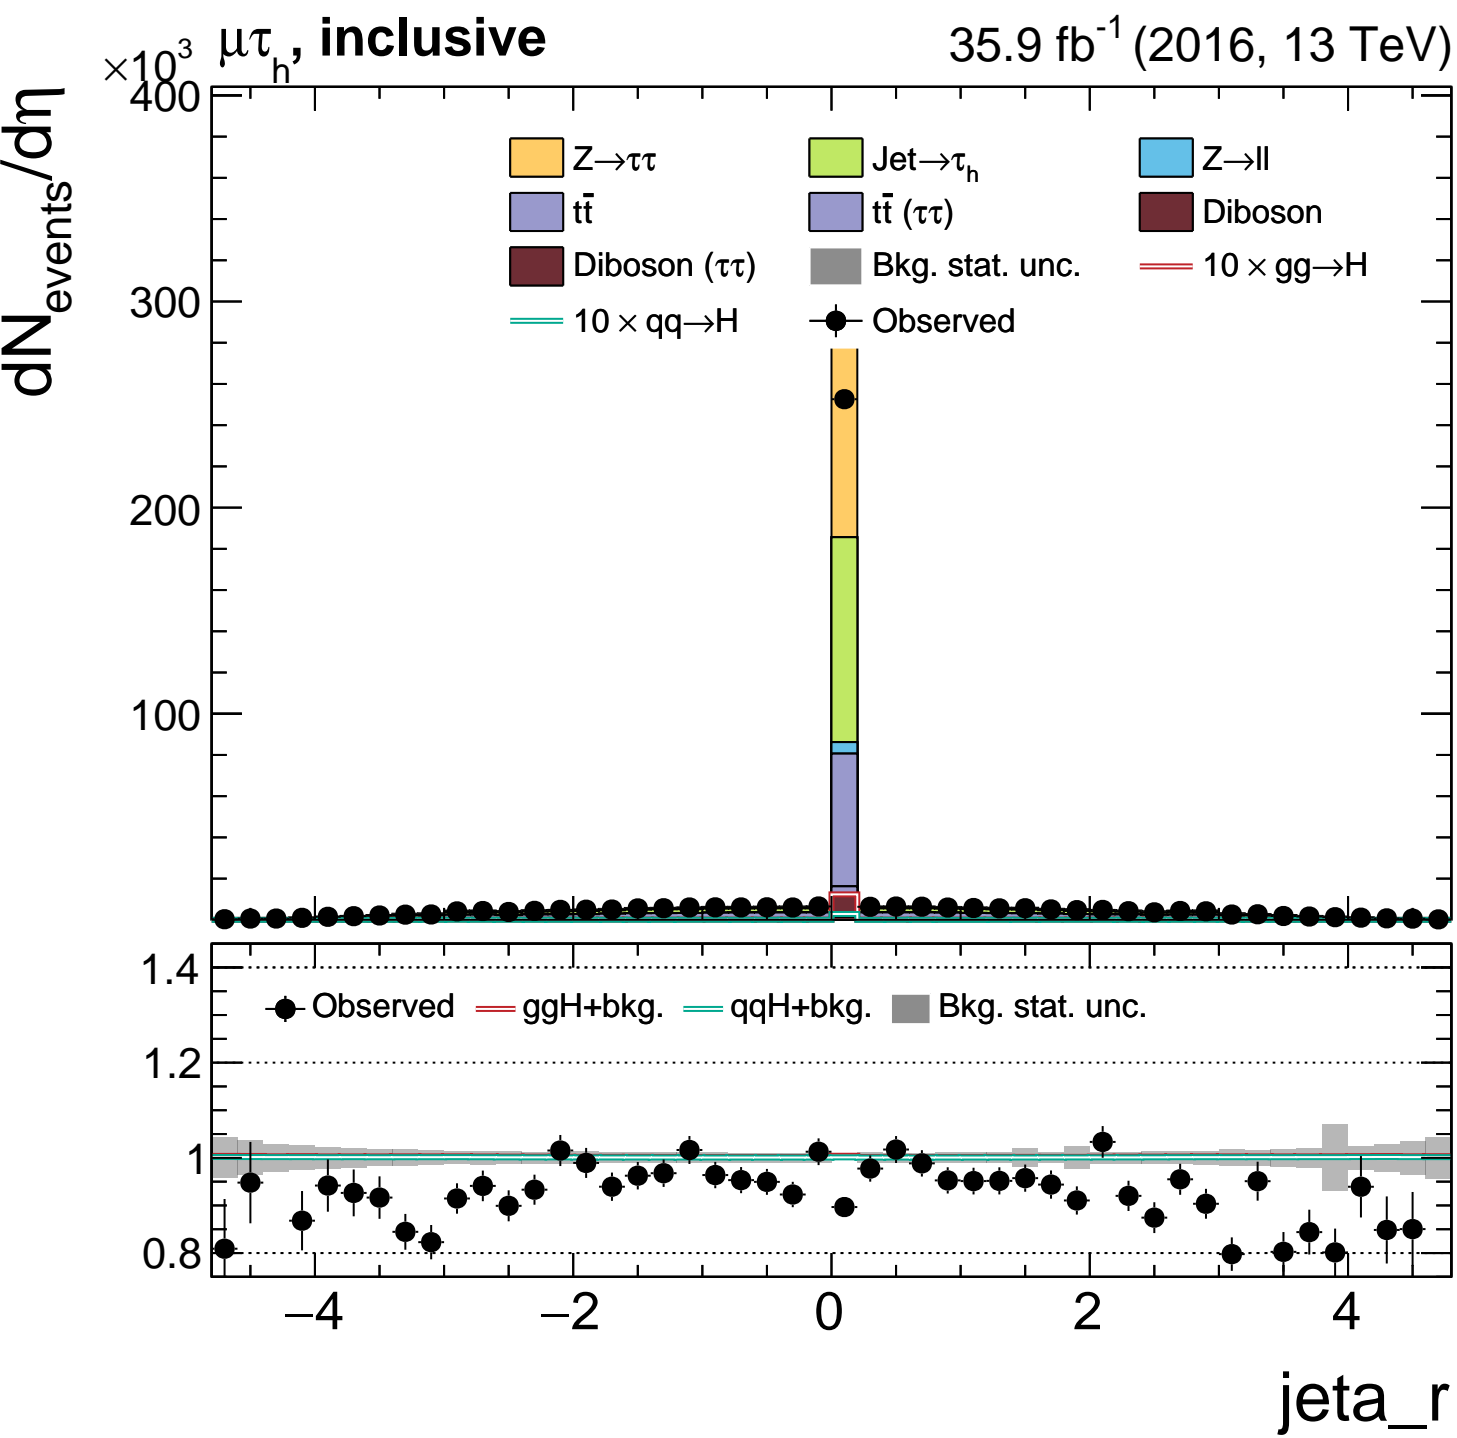 μτh, inclusive 35.9 fb-1 (2016, 13 TeV)
×10³
dNevents/dη
400
300
200
100
Z→ττ Jet→τh Z→ll
tt̄ tt̄ (ττ) Diboson
Diboson (ττ) Bkg. stat. unc. 10 × gg→H
10 × qq→H Observed
1.4
1.2
1
0.8
Observed ggH+bkg. qqH+bkg. Bkg. stat. unc.
−4 −2 0 2 4
jeta_r